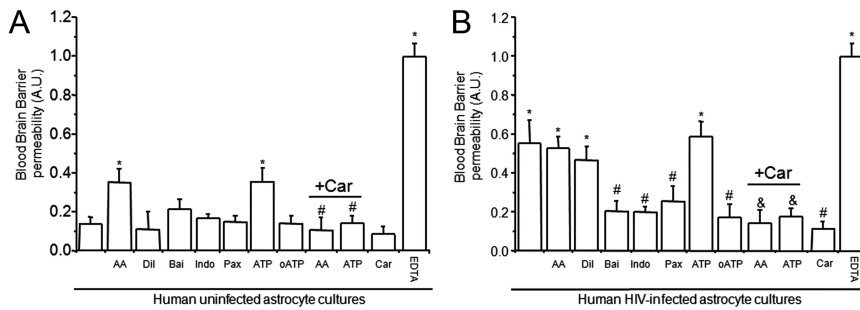 A
Blood Brain Barrier
permeability (A.U.)
1.2
1.0
0.8
0.6
0.4
0.2
0.0
*
*
*
+Car
#
#
AA
Dil
Bai
Indo
Pax
ATP
oATP
AA
ATP
Car
EDTA
Human uninfected astrocyte cultures
B
Blood Brain Barrier
permeability (A.U.)
1.2
1.0
0.8
0.6
0.4
0.2
0.0
*
*
*
#
#
#
*
#
+Car
&
&
#
*
AA
Dil
Bai
Indo
Pax
ATP
oATP
AA
ATP
Car
EDTA
Human HIV-infected astrocyte cultures